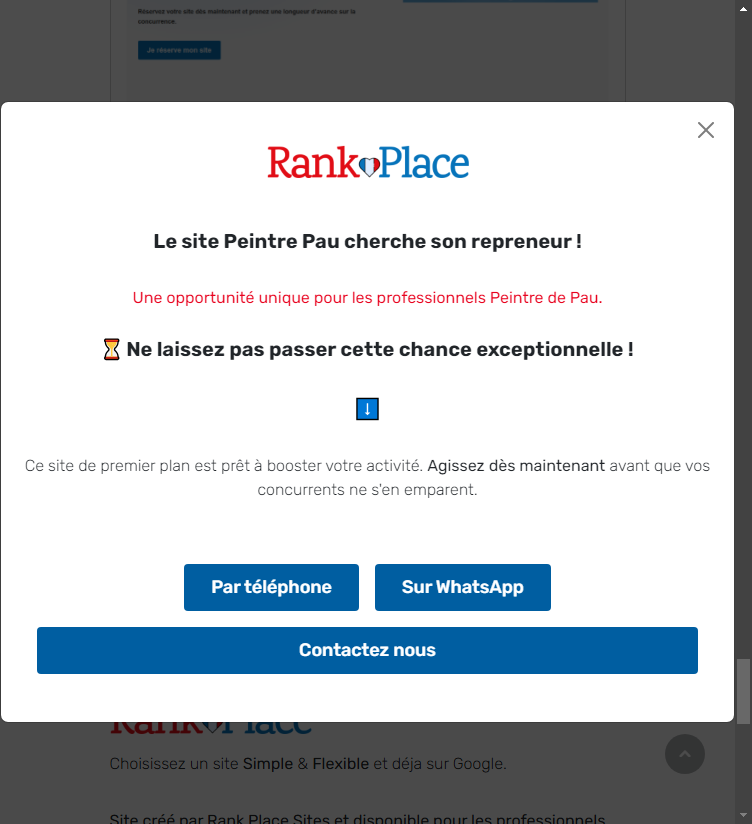 Réservez votre site dès maintenant et prenez une longueur d'avance sur la
concurrence.
Je réserve mon site
Rank Place
Le site Peintre Pau cherche son repreneur !
Une opportunité unique pour les professionnels Peintre de Pau.
⏳ Ne laissez pas passer cette chance exceptionnelle !
Ce site de premier plan est prêt à booster votre activité. Agissez dès maintenant avant que vos
concurrents ne s'en emparent.
Par téléphone
Sur WhatsApp
Contactez nous
Rank Place
Choisissez un site Simple & Flexible et déja sur Google.
Site créé par Rank Place Sites et disponible pour les professionnels